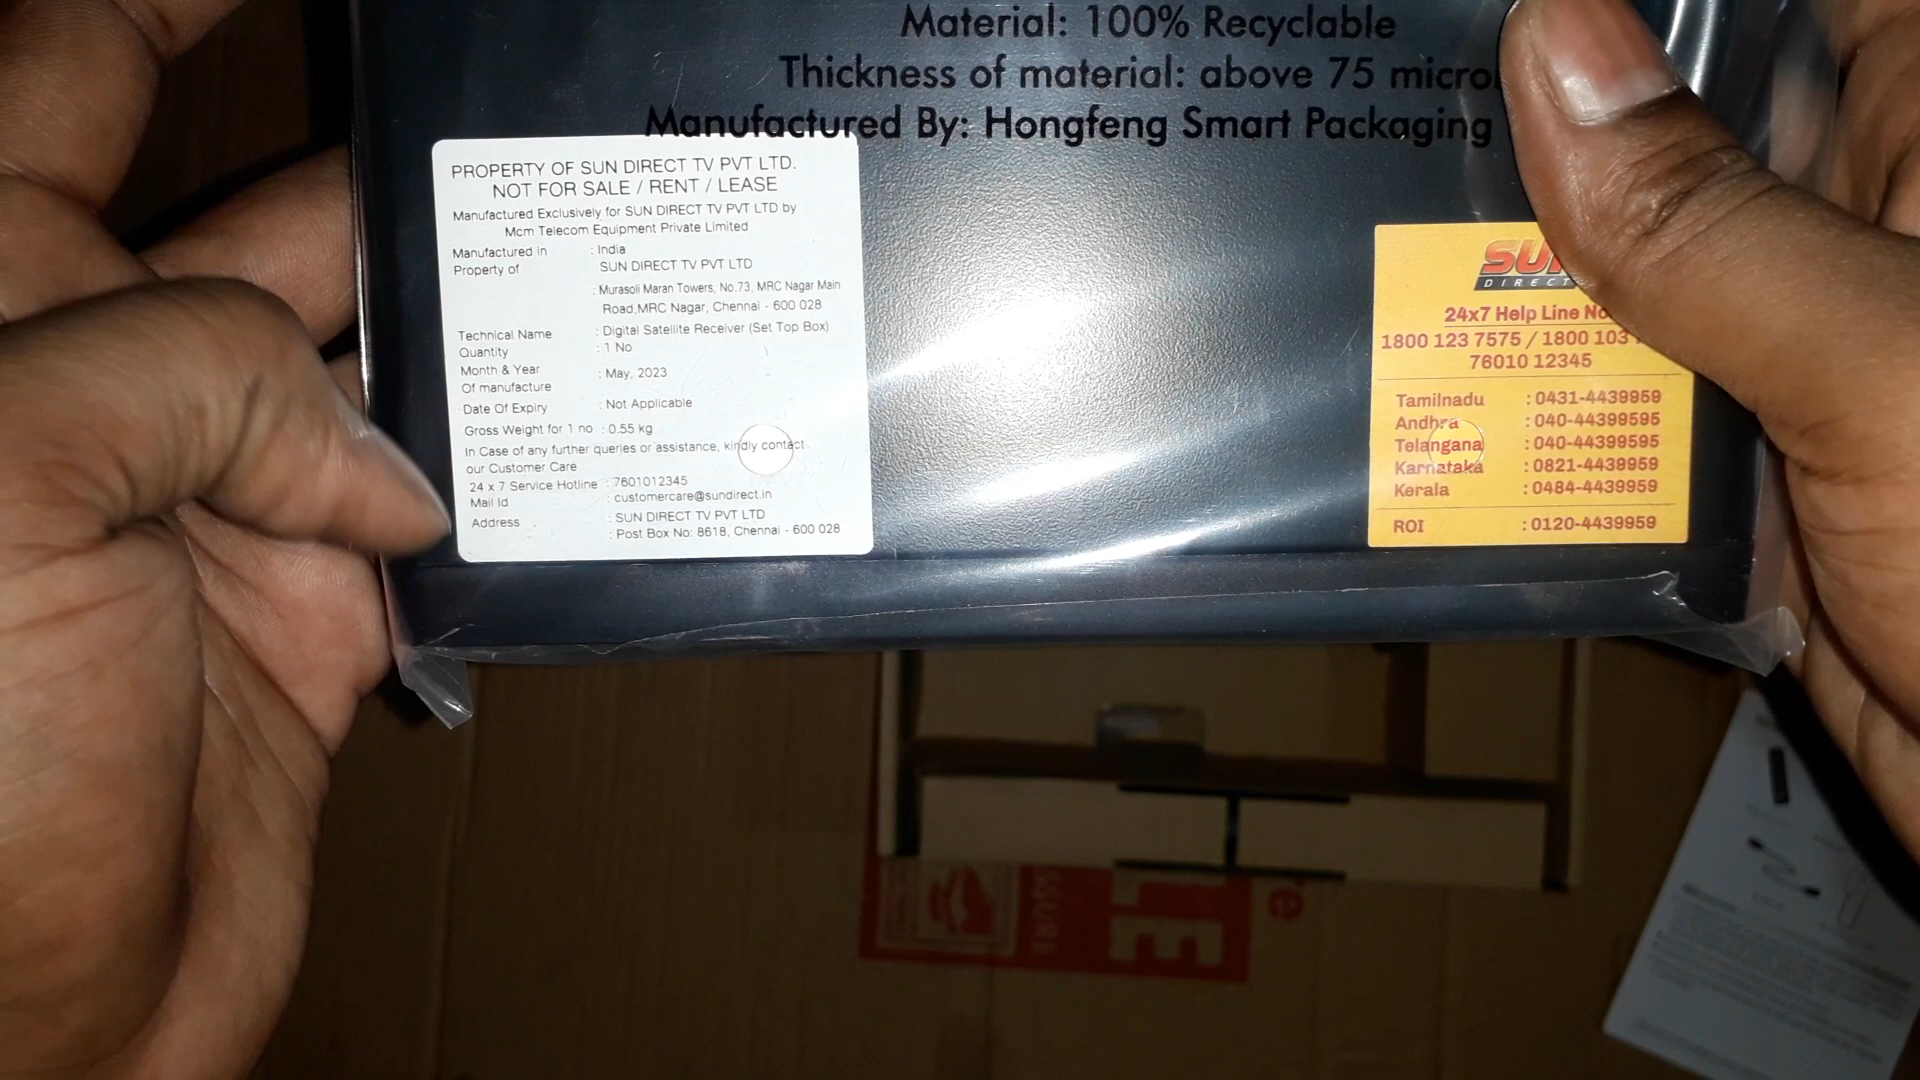 Material: 100% Recyclable
Thickness of material: above 75
Manufactured By: Hongfeng Smart Packaging
PROPERTY OF SUN DIRECT TV PVT LTD.
NOT FOR SALE / RENT / LEASE
Manufactured Exclusively for SUN DIRECT TV PVT LTD by
Mcm Telecom Equipment Private Limited
Manufactured in : India
Property of SUN DIRECT TV PVT LTD
: Murasoli Maran Towers, No.73, MRC Nagar Main
Road,MRC Nagar, Chennai - 600 028
Technical Name : Digital Satellite Receiver (Set Top Box)
Quantity : 1 No
Month & Year
Of manufacture : May, 2023
Date Of Expiry : Not Applicable
Gross Weight for 1 no : 0.55 kg
In Case of any further queries or assistance, kindly contact
our Customer Care
24 x 7 Service Hotline : 7601012345
Mail Id : customercare@sundirect.in
Address : SUN DIRECT TV PVT LTD
: Post Box No: 8618, Chennai - 600 028
DIRECT
24x7 Help Line
1800 123 7575 / 1800 103
76010 12345
Tamilnadu : 0431-4439959
Andhra : 040-44399595
Telangana : 040-44399595
Karnataka : 0821-4439959
Kerala : 0484-4439959
ROI : 0120-4439959